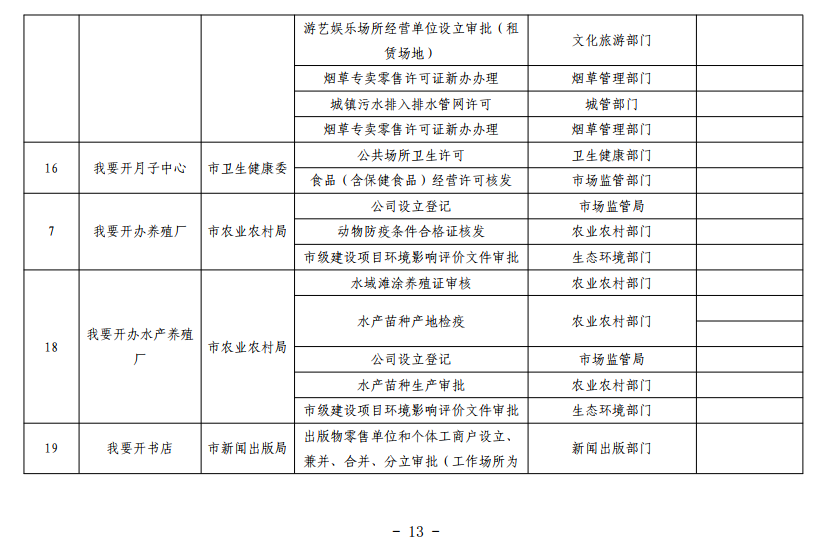 游艺娱乐场所经营单位设立审批（租
赁场地）
文化旅游部门
烟草专卖零售许可证新办办理
烟草管理部门
城镇污水排入排水管网许可
城管部门
烟草专卖零售许可证新办办理
烟草管理部门
16
我要开月子中心
市卫生健康委
公共场所卫生许可
卫生健康部门
食品（含保健食品）经营许可核发
市场监管部门
7
我要开办养殖厂
市农业农村局
公司设立登记
市场监管局
动物防疫条件合格证核发
农业农村部门
市级建设项目环境影响评价文件审批
生态环境部门
18
我要开办水产养殖
厂
市农业农村局
水域滩涂养殖证审核
农业农村部门
水产苗种产地检疫
农业农村部门
公司设立登记
市场监管局
水产苗种生产审批
农业农村部门
市级建设项目环境影响评价文件审批
生态环境部门
19
我要开书店
市新闻出版局
出版物零售单位和个体工商户设立、
兼并、合并、分立审批（工作场所为
新闻出版部门
- 13 -